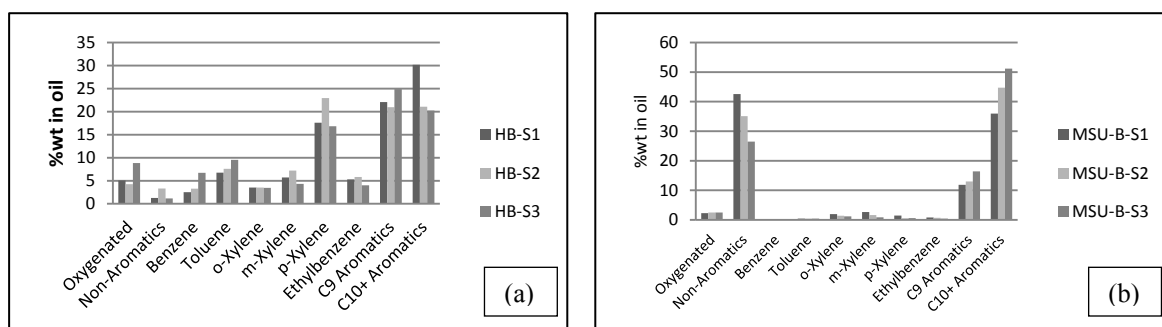 35
30
25
20
15
10
5
0
%wt in oil
Oxygenated
Non-Aromatics
Benzene
Toluene
o-Xylene
m-Xylene
p-Xylene
Ethylbenzene
C9 Aromatics
C10+ Aromatics
HB-S1
HB-S2
HB-S3
(a)
60
50
40
30
20
10
0
%wt in oil
Oxygenated
Non-Aromatics
Benzene
Toluene
o-Xylene
m-Xylene
p-Xylene
Ethylbenzene
C9 Aromatics
C10+ Aromatics
MSU-B-S1
MSU-B-S2
MSU-B-S3
(b)